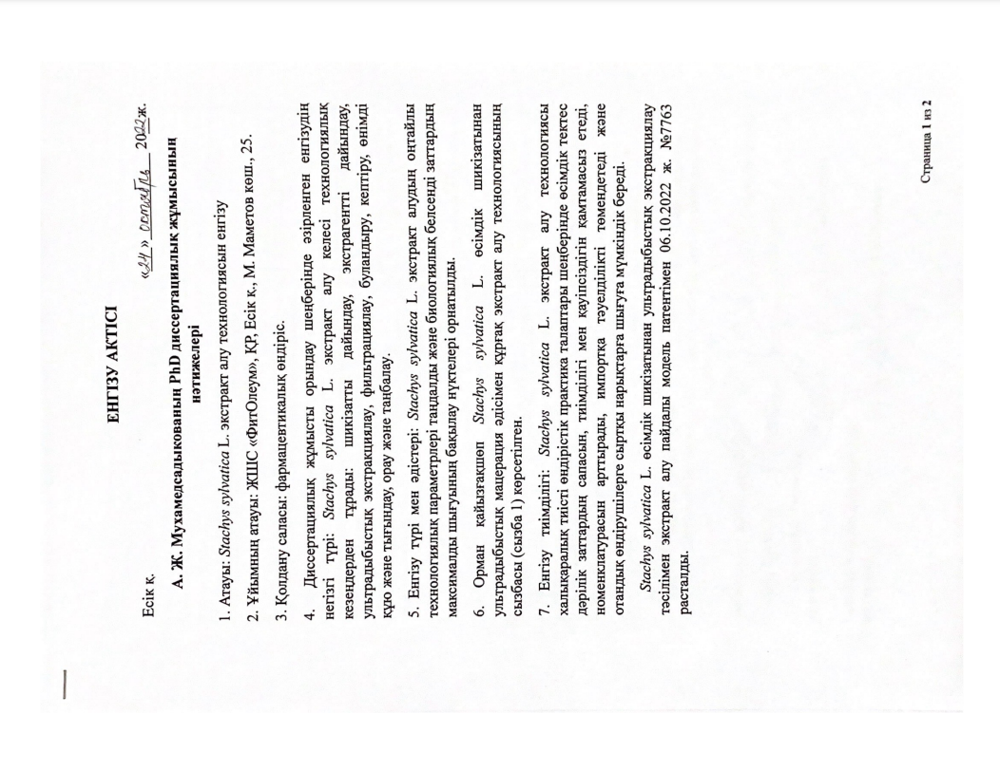 ЕНГІЗУ АКТІСІ
Есік қ. «24» октябрь 2022ж.
А. Ж. Мухамедсадыкованың PhD диссертациялық жұмысының
нәтижелері
1. Атауы: Stachys sylvatica L. экстракт алу технологиясын енгізу
2. Ұйымның атауы: ЖШС «ФитОлеум», ҚР, Есік қ., М. Маметов көш., 25.
3. Қолдану саласы: фармацевтикалық өндіріс.
4. Диссертациялық жұмысты орындау шеңберінде әзірленген енгізудің
негізгі түрі: Stachys sylvatica L. экстракт алу келесі технологиялық
кезеңдерден тұрады: шикізатты дайындау, экстрагентті дайындау,
ультрадыбыстық экстракциялау, фильтрациялау, буландыру, кептіру, өнімді
құю және тығымдау, орау және таңбалау.
5. Енгізу түрі мен әдістері: Stachys sylvatica L. экстракт алудың оңтайлы
технологиялық параметрлері таңдалды және биологиялық белсенді заттардың
максималды шығуының бақылау нүктелері орнатылды.
6. Орман қайызғақшөп Stachys sylvatica L. өсімдік шикізатынан
ультрадыбыстық мацерация әдісімен құрғақ экстракт алу технологиясының
сызбасы (сызба 1) көрсетілген.
7. Енгізу тиімділігі: Stachys sylvatica L. экстракт алу технологиясы
халықаралық тиісті өндірістік практика талаптары шеңберінде өсімдік тектес
дәрілік заттардың сапасын, тиімділігі мен қауіпсіздігін қамтамасыз етеді,
номенклатурасын арттырады, импортқа тәуелділікті төмендетеді және
отандық өндірушілерге сыртқы нарықтарға шығуға мүмкіндік береді.
Stachys sylvatica L. өсімдік шикізатынан ультрадыбыстық экстракциялау
тәсілімен экстракт алу пайдалы модель патентімен 06.10.2022 ж. №7763
расталды.
Страница 1 из 2